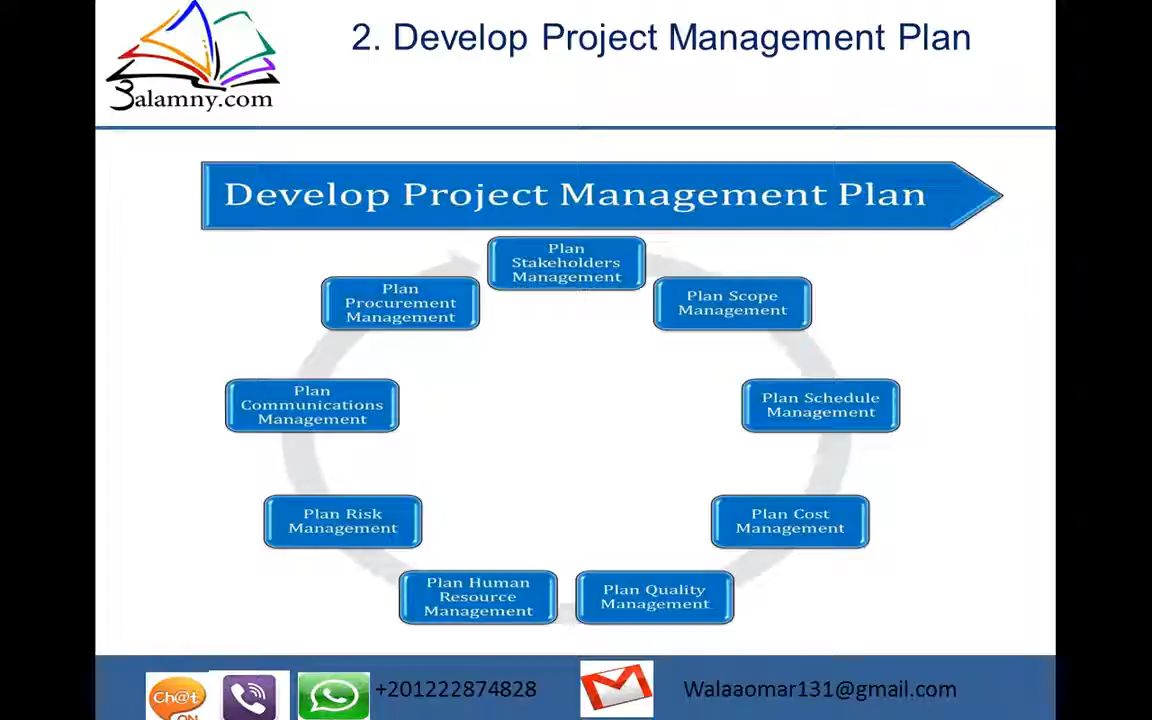 2. Develop Project Management Plan
3alamny.com
Develop Project Management Plan
Plan
Stakeholders
Management
Plan Scope
Management
Plan Schedule
Management
Plan Cost
Management
Plan Quality
Management
Plan Human
Resource
Management
Plan Risk
Management
Plan
Communications
Management
Plan
Procurement
Management
Ch@t
ON
+201222874828
Walaaomar131@gmail.com